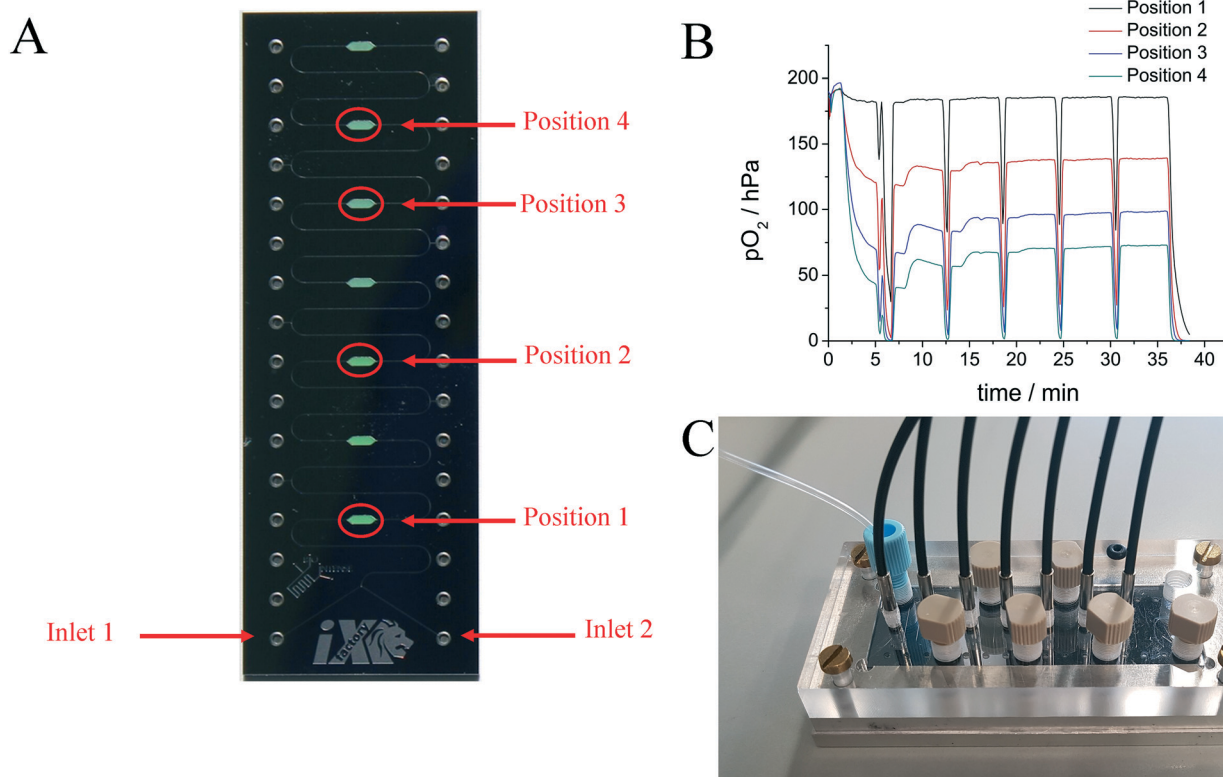 A
Position 4
Position 3
Position 2
Position 1
Inlet 1
Inlet 2
iX
factory
B
Position 1
Position 2
Position 3
Position 4
200
150
100
50
0
pO2 / hPa
0 5 10 15 20 25 30 35 40
time / min
C